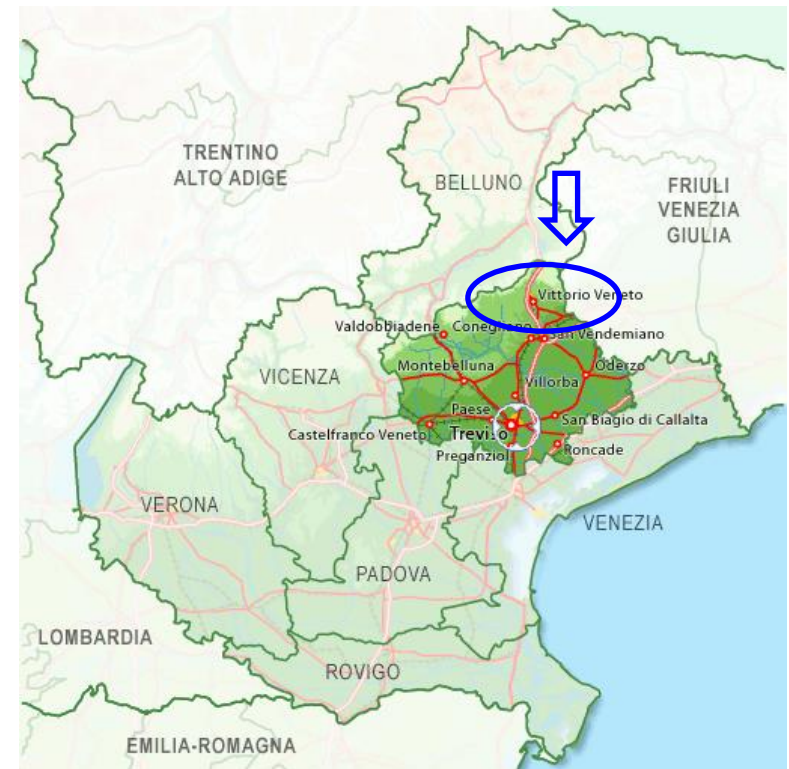 TRENTINO
ALTO ADIGE
BELLUNO
FRIULI
VENEZIA
GIULIA
Vittorio Veneto
Valdobbiadene
Conegliano
San Vendemiano
Montebelluna
Oderzo
VICENZA
Villorba
Paese
San Biagio di Callalta
Castelfranco Veneto
Treviso
Preganziol
Roncade
VERONA
VENEZIA
PADOVA
LOMBARDIA
ROVIGO
EMILIA-ROMAGNA